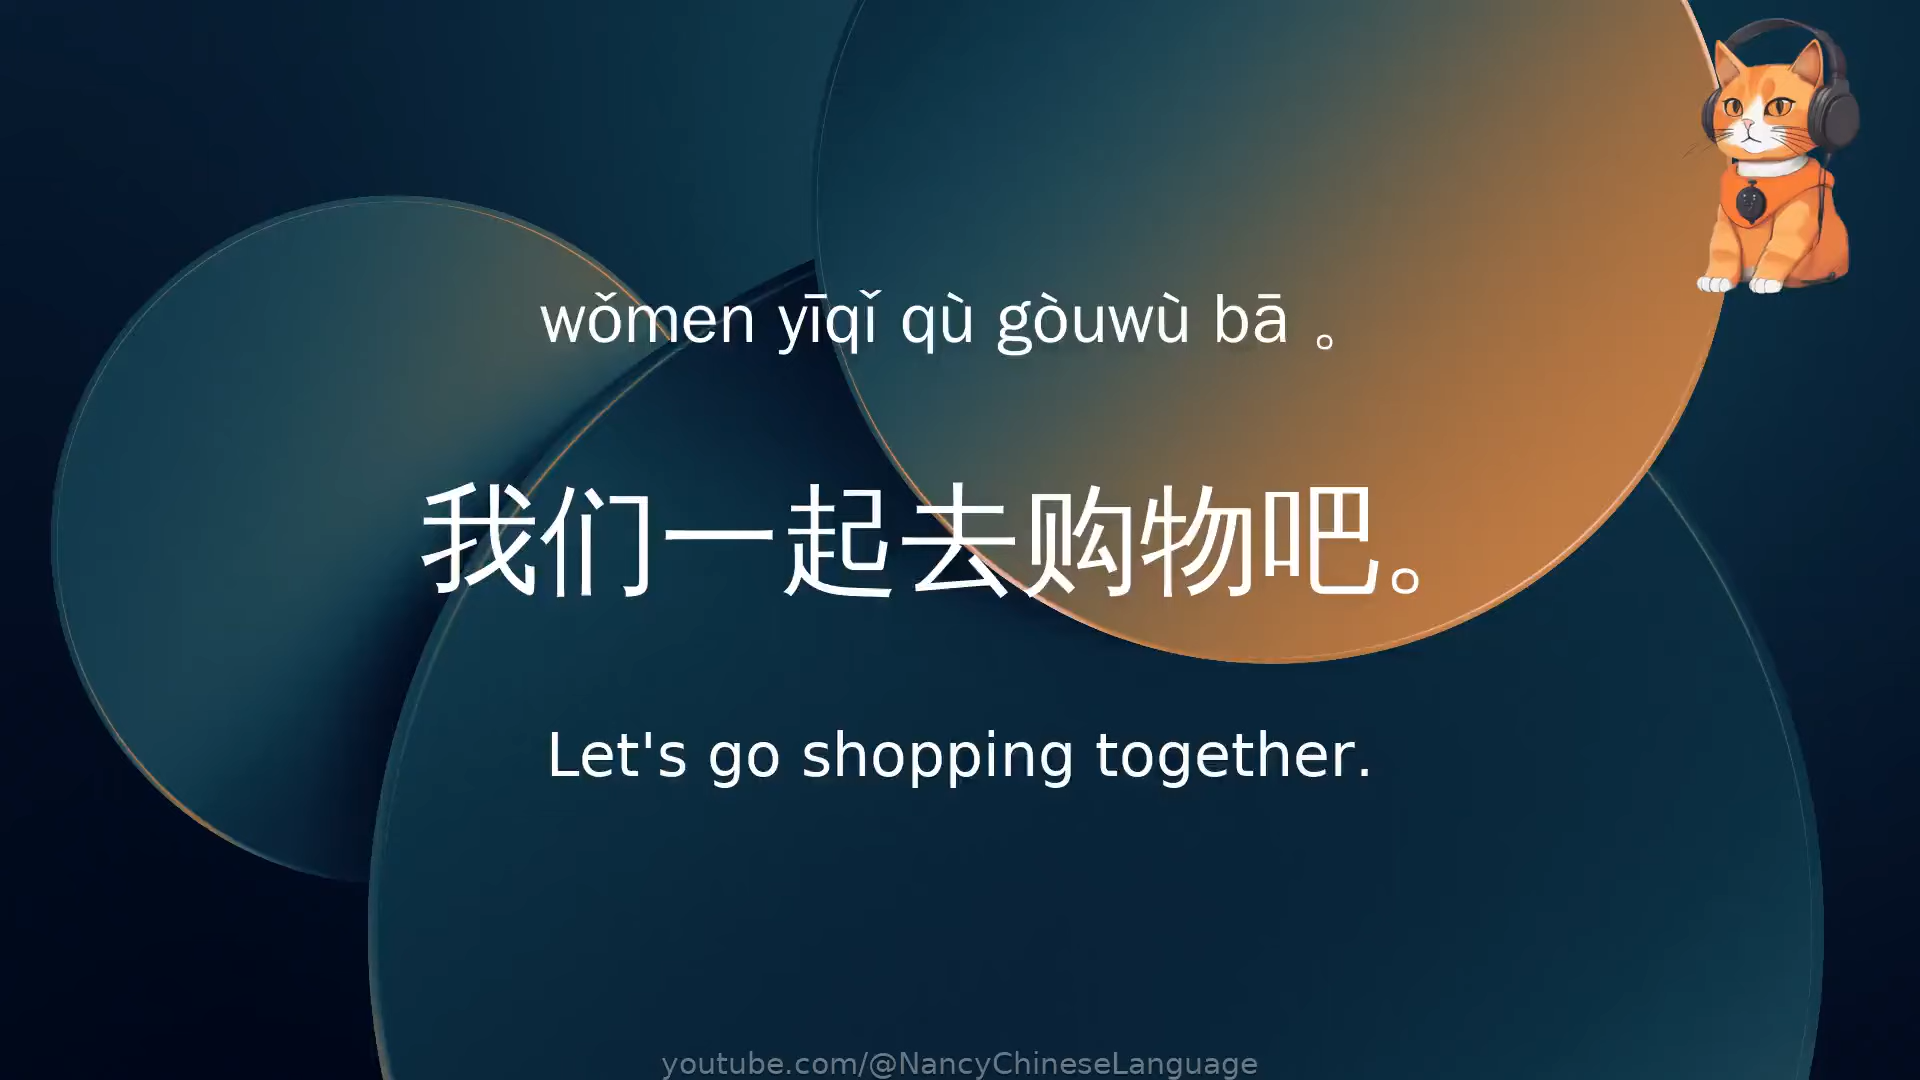 wǒmen yīqǐ qù gòuwù bā 。
我们一起去购物吧。
Let's go shopping together.
youtube.com/@NancyChineseLanguage